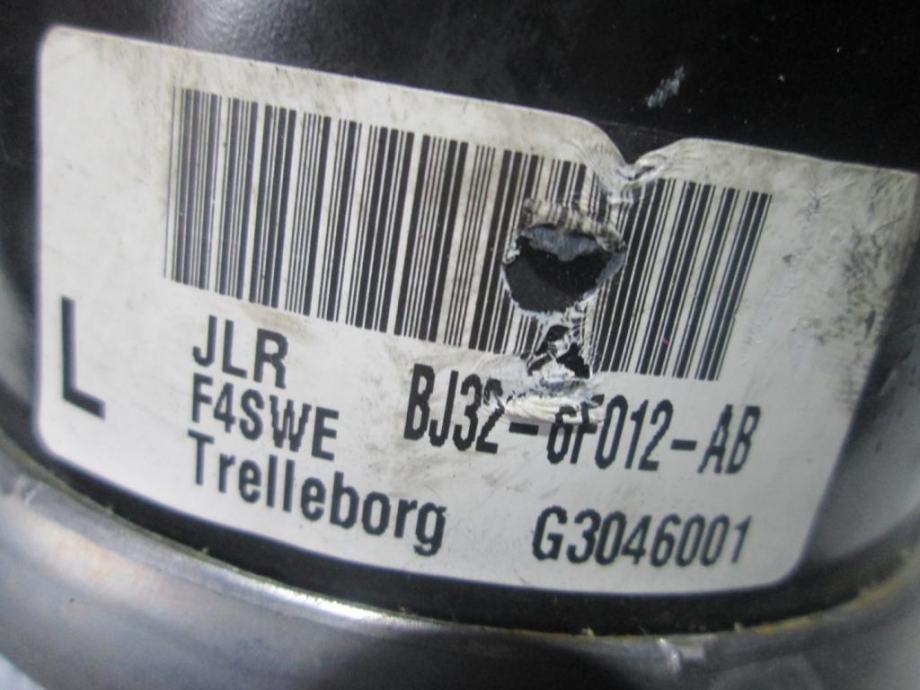 L
JLR
F4SWE
BJ32-6F012-AB
Trelleborg
G3046001